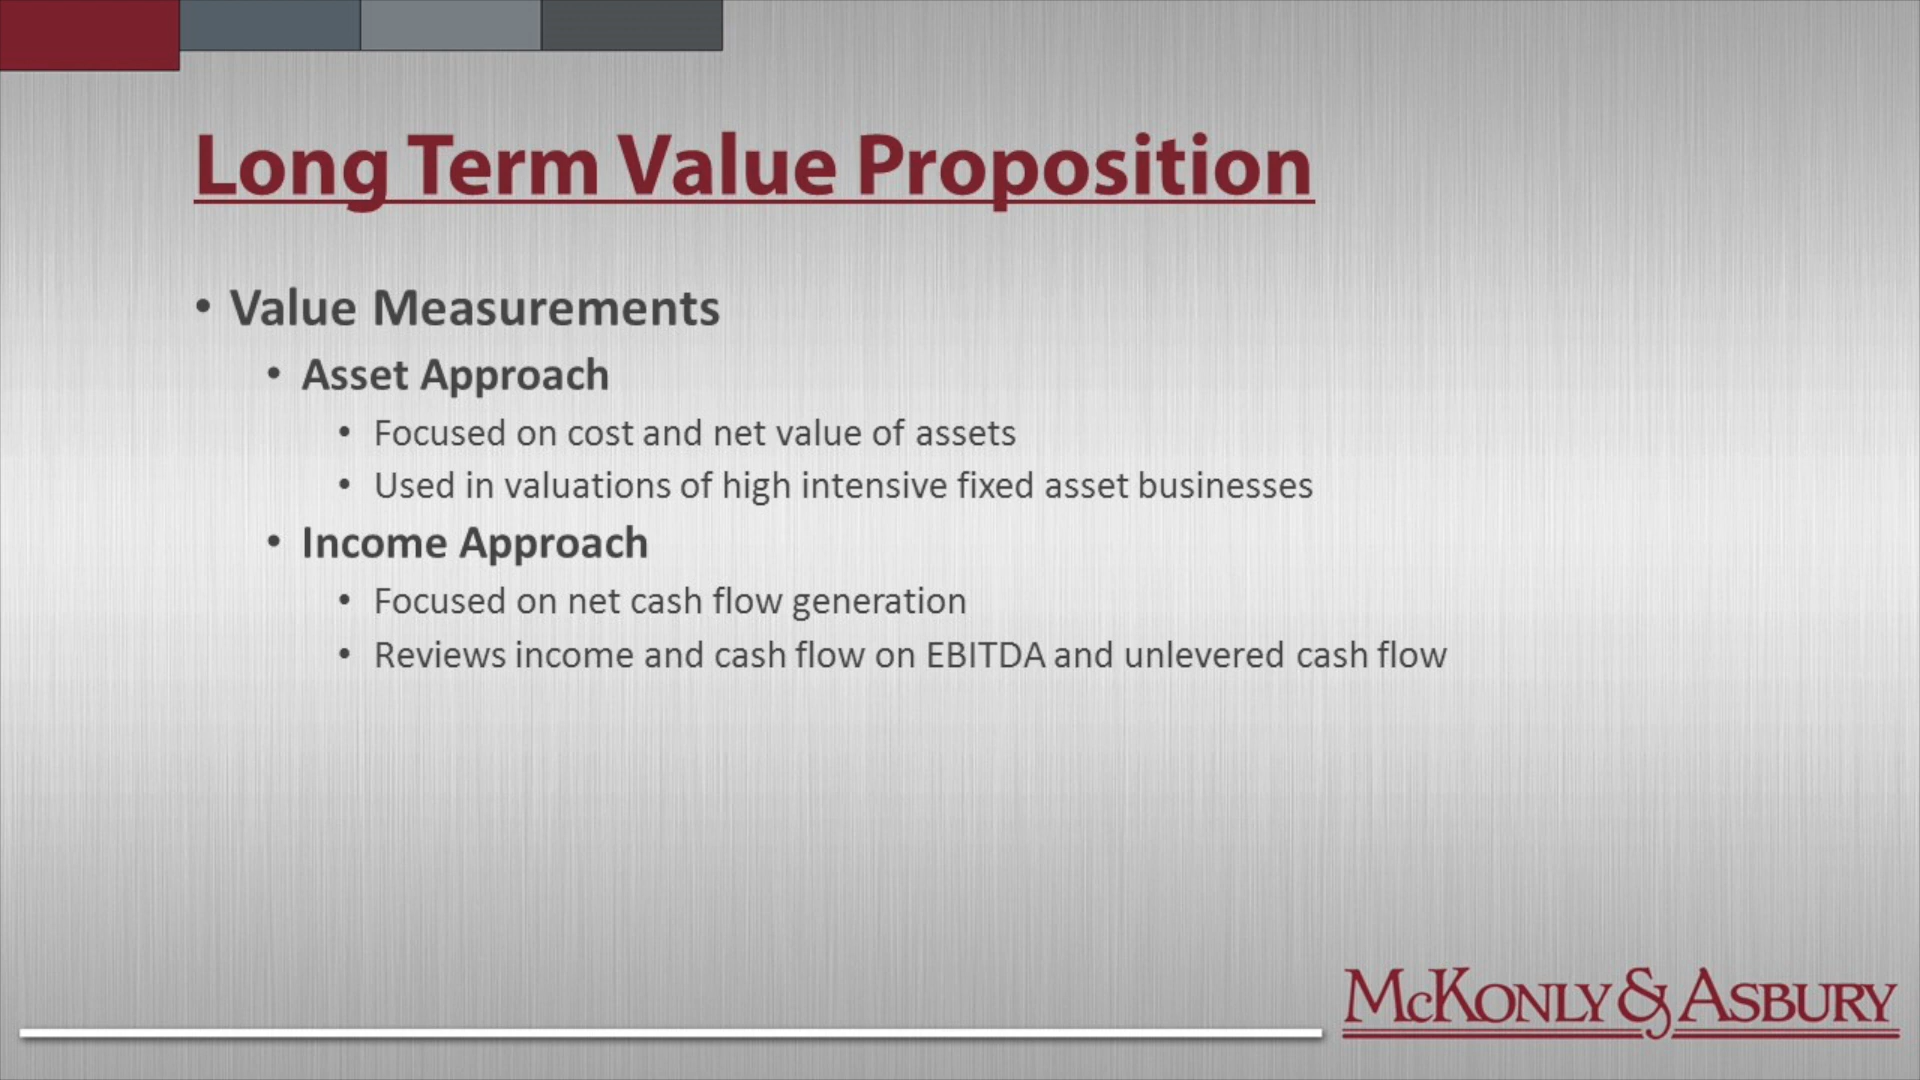 Long Term Value Proposition
• Value Measurements
• Asset Approach
• Focused on cost and net value of assets
• Used in valuations of high intensive fixed asset businesses
• Income Approach
• Focused on net cash flow generation
• Reviews income and cash flow on EBITDA and unlevered cash flow
McKonly & Asbury